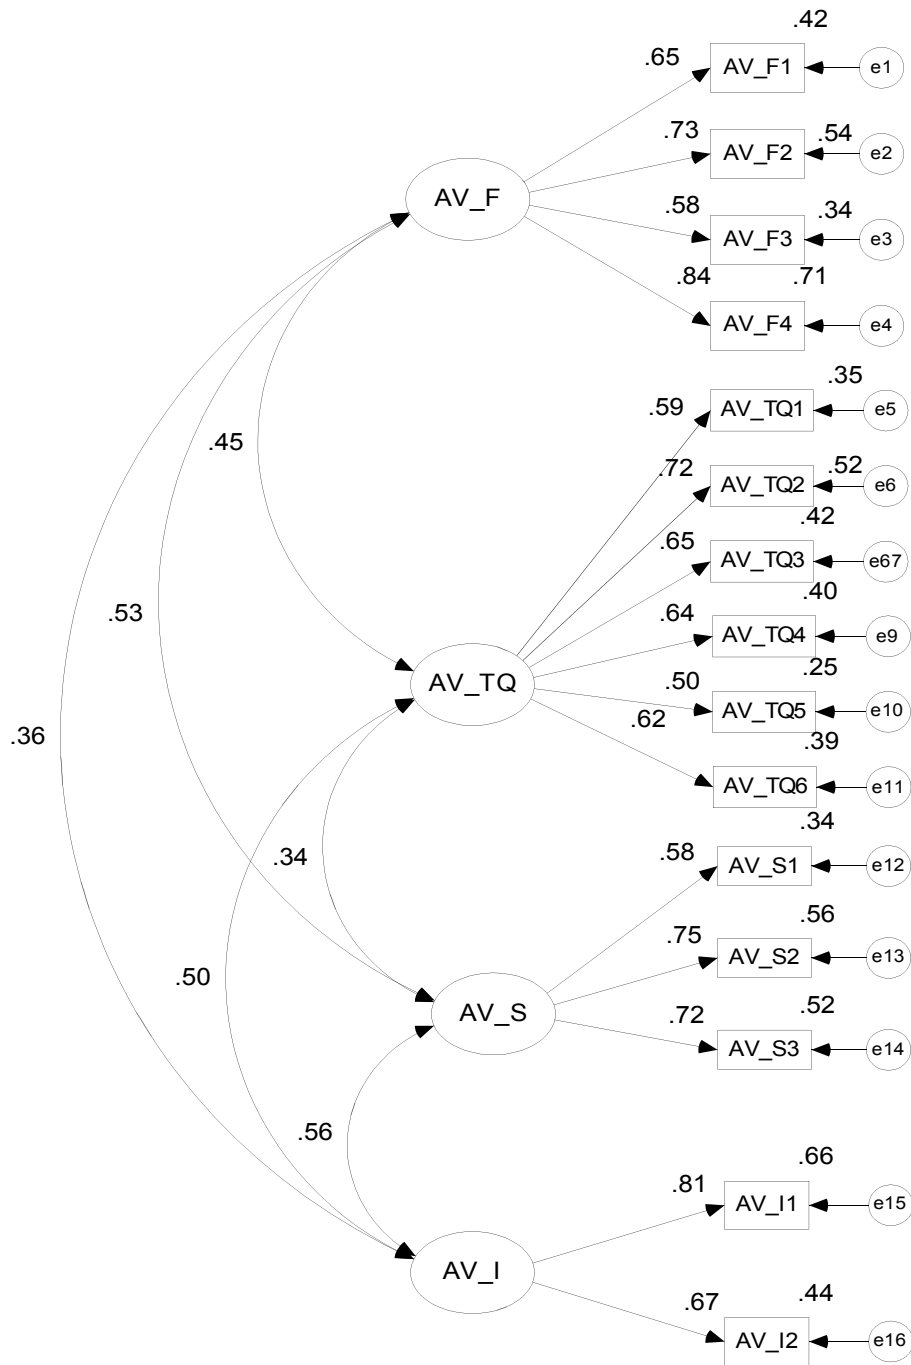 .42
.65
AV_F1
e1
.73
.54
AV_F2
e2
AV_F
.58
.34
AV_F3
e3
.84
.71
AV_F4
e4
.35
.59
AV_TQ1
e5
.45
.72
.52
AV_TQ2
e6
.42
.65
AV_TQ3
e67
.40
.53
.64
AV_TQ4
e9
.25
AV_TQ
.50
AV_TQ5
e10
.62
.36
.39
AV_TQ6
e11
.34
.34
.58
AV_S1
e12
.56
.75
AV_S2
e13
.50
.52
AV_S
.72
AV_S3
e14
.56
.66
.81
AV_I1
e15
AV_I
.44
.67
AV_I2
e16